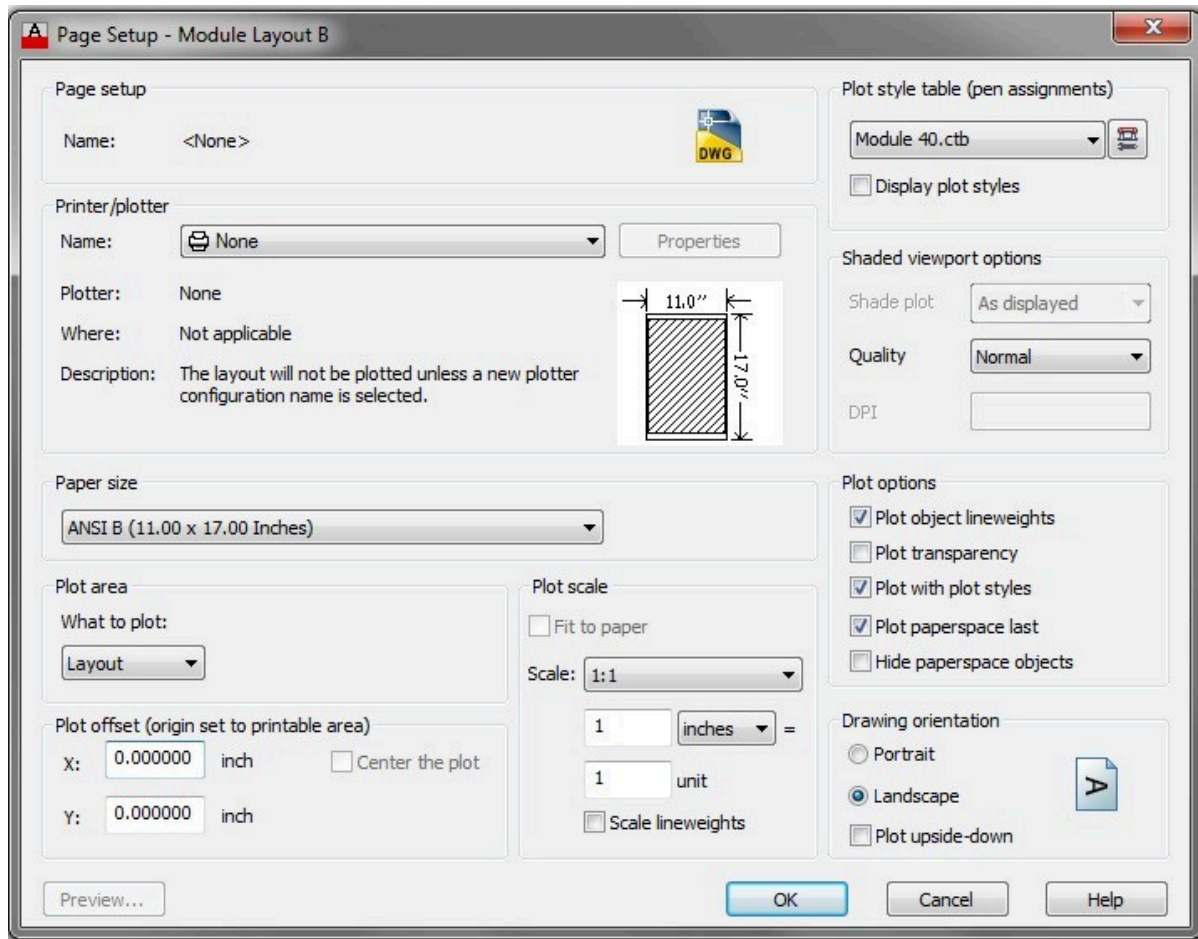 Page Setup - Module Layout B
Page setup
Name: <None>
DWG
Printer/plotter
Name: None Properties
Plotter: None
Where: Not applicable
Description: The layout will not be plotted unless a new plotter
configuration name is selected.
11.0″
17.0″
Paper size
ANSI B (11.00 x 17.00 Inches)
Plot area
What to plot:
Layout
Plot offset (origin set to printable area)
X: 0.000000 inch Center the plot
Y: 0.000000 inch
Plot scale
Fit to paper
Scale: 1:1
1 inches =
1 unit
Scale lineweights
Plot style table (pen assignments)
Module 40.ctb
Display plot styles
Shaded viewport options
Shade plot As displayed
Quality Normal
DPI
Plot options
Plot object lineweights
Plot transparency
Plot with plot styles
Plot paperspace last
Hide paperspace objects
Drawing orientation
Portrait
Landscape
Plot upside-down
A
Preview... OK Cancel Help